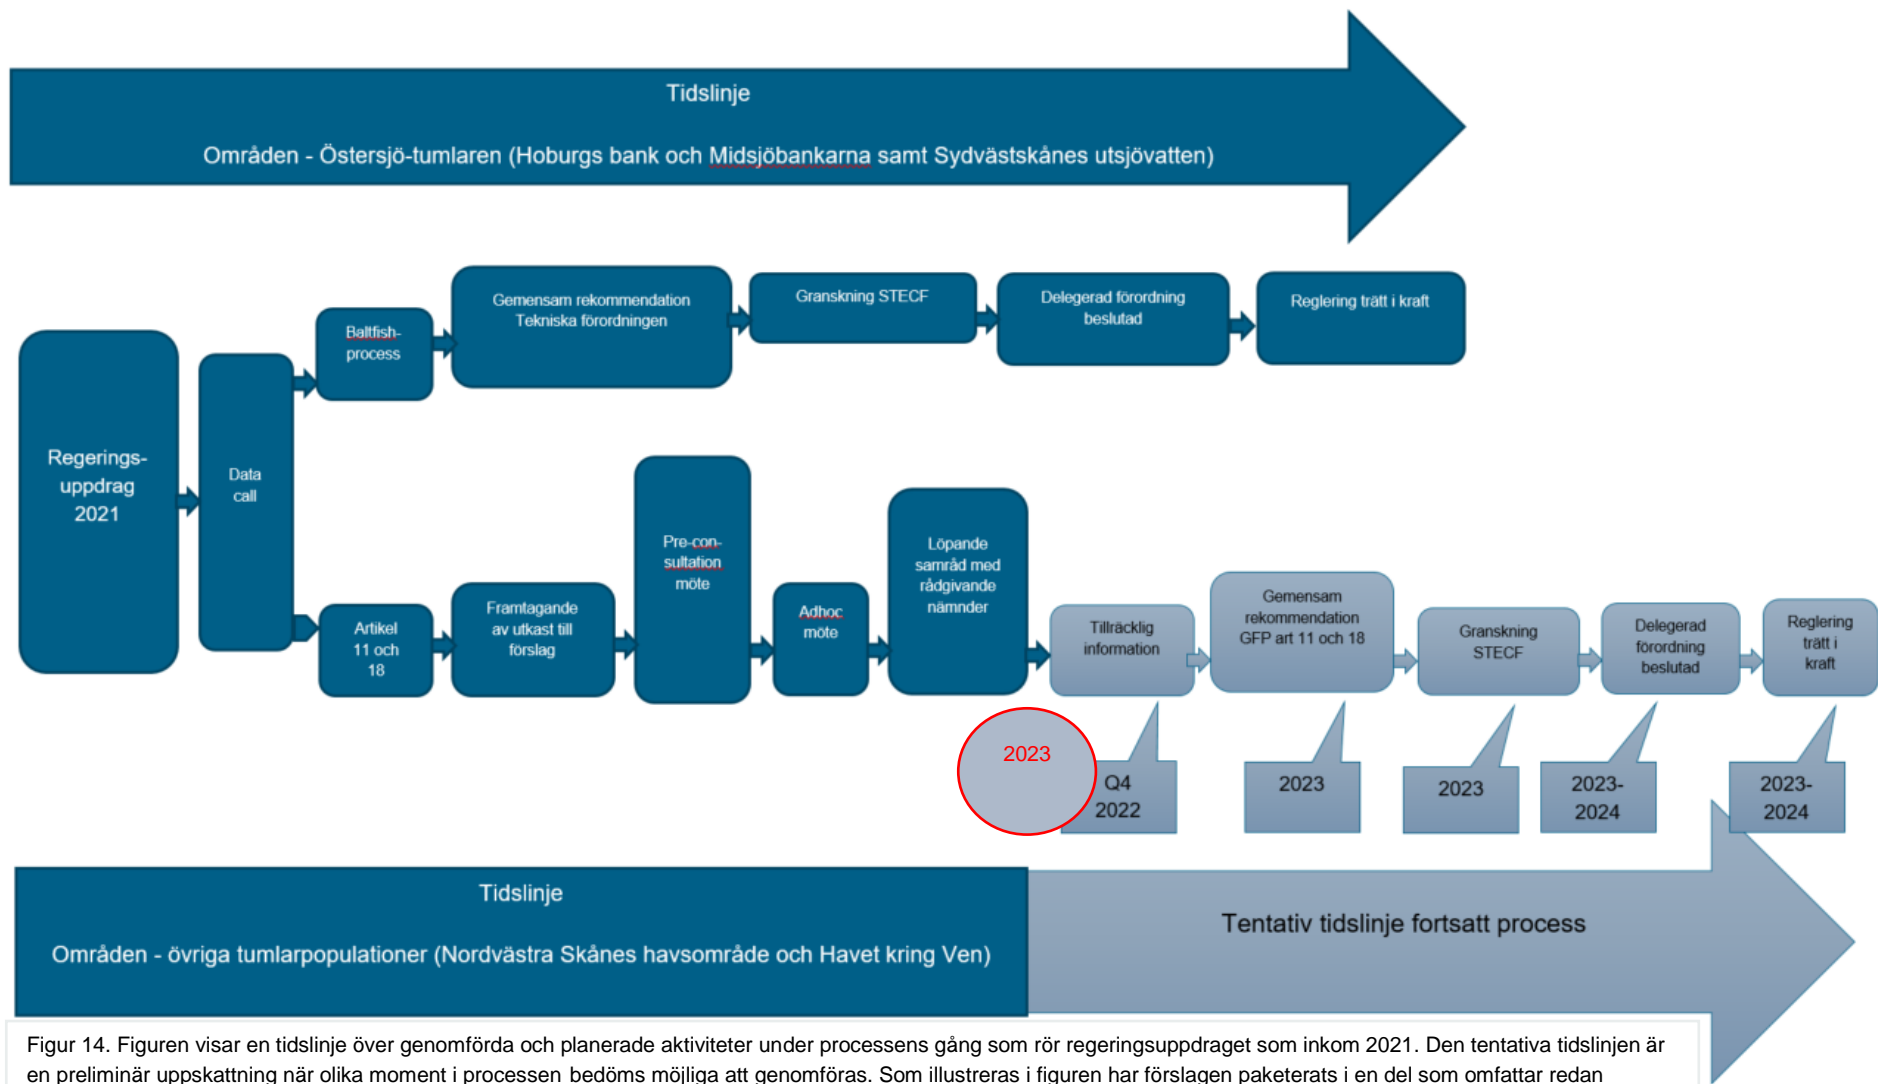 Tidslinje
Områden - Östersjö-tumlaren (Hoburgs bank och Midsjöbankarna samt Sydvästskånes utsjövatten)
Regerings-
uppdrag
2021
Data
call
Baltfish-
process
Gemensam rekommendation
Tekniska förordningen
Granskning STECF
Delegerad förordning
beslutad
Reglering trätt i kraft
Artikel
11 och
18
Framtagande
av utkast till
förslag
Pre-con-
sultation
möte
Adhoc
möte
Löpande
samråd med
rådgivande
nämnder
Tillräcklig
information
Gemensam
rekommendation
GFP art 11 och 18
Granskning
STECF
Delegerad
förordning
beslutad
Reglering
trätt i
kraft
2023
Q4
2022
2023
2023
2023-
2024
2023-
2024
Tidslinje
Områden - övriga tumlarpopulationer (Nordvästra Skånes havsområde och Havet kring Ven)
Tentativ tidslinje fortsatt process
Figur 14. Figuren visar en tidslinje över genomförda och planerade aktiviteter under processens gång som rör regeringsuppdraget som inkom 2021. Den tentativa tidslinjen är
en preliminär uppskattning när olika moment i processen bedöms möjliga att genomföras. Som illustreras i figuren har förslagen paketerats i en del som omfattar redan